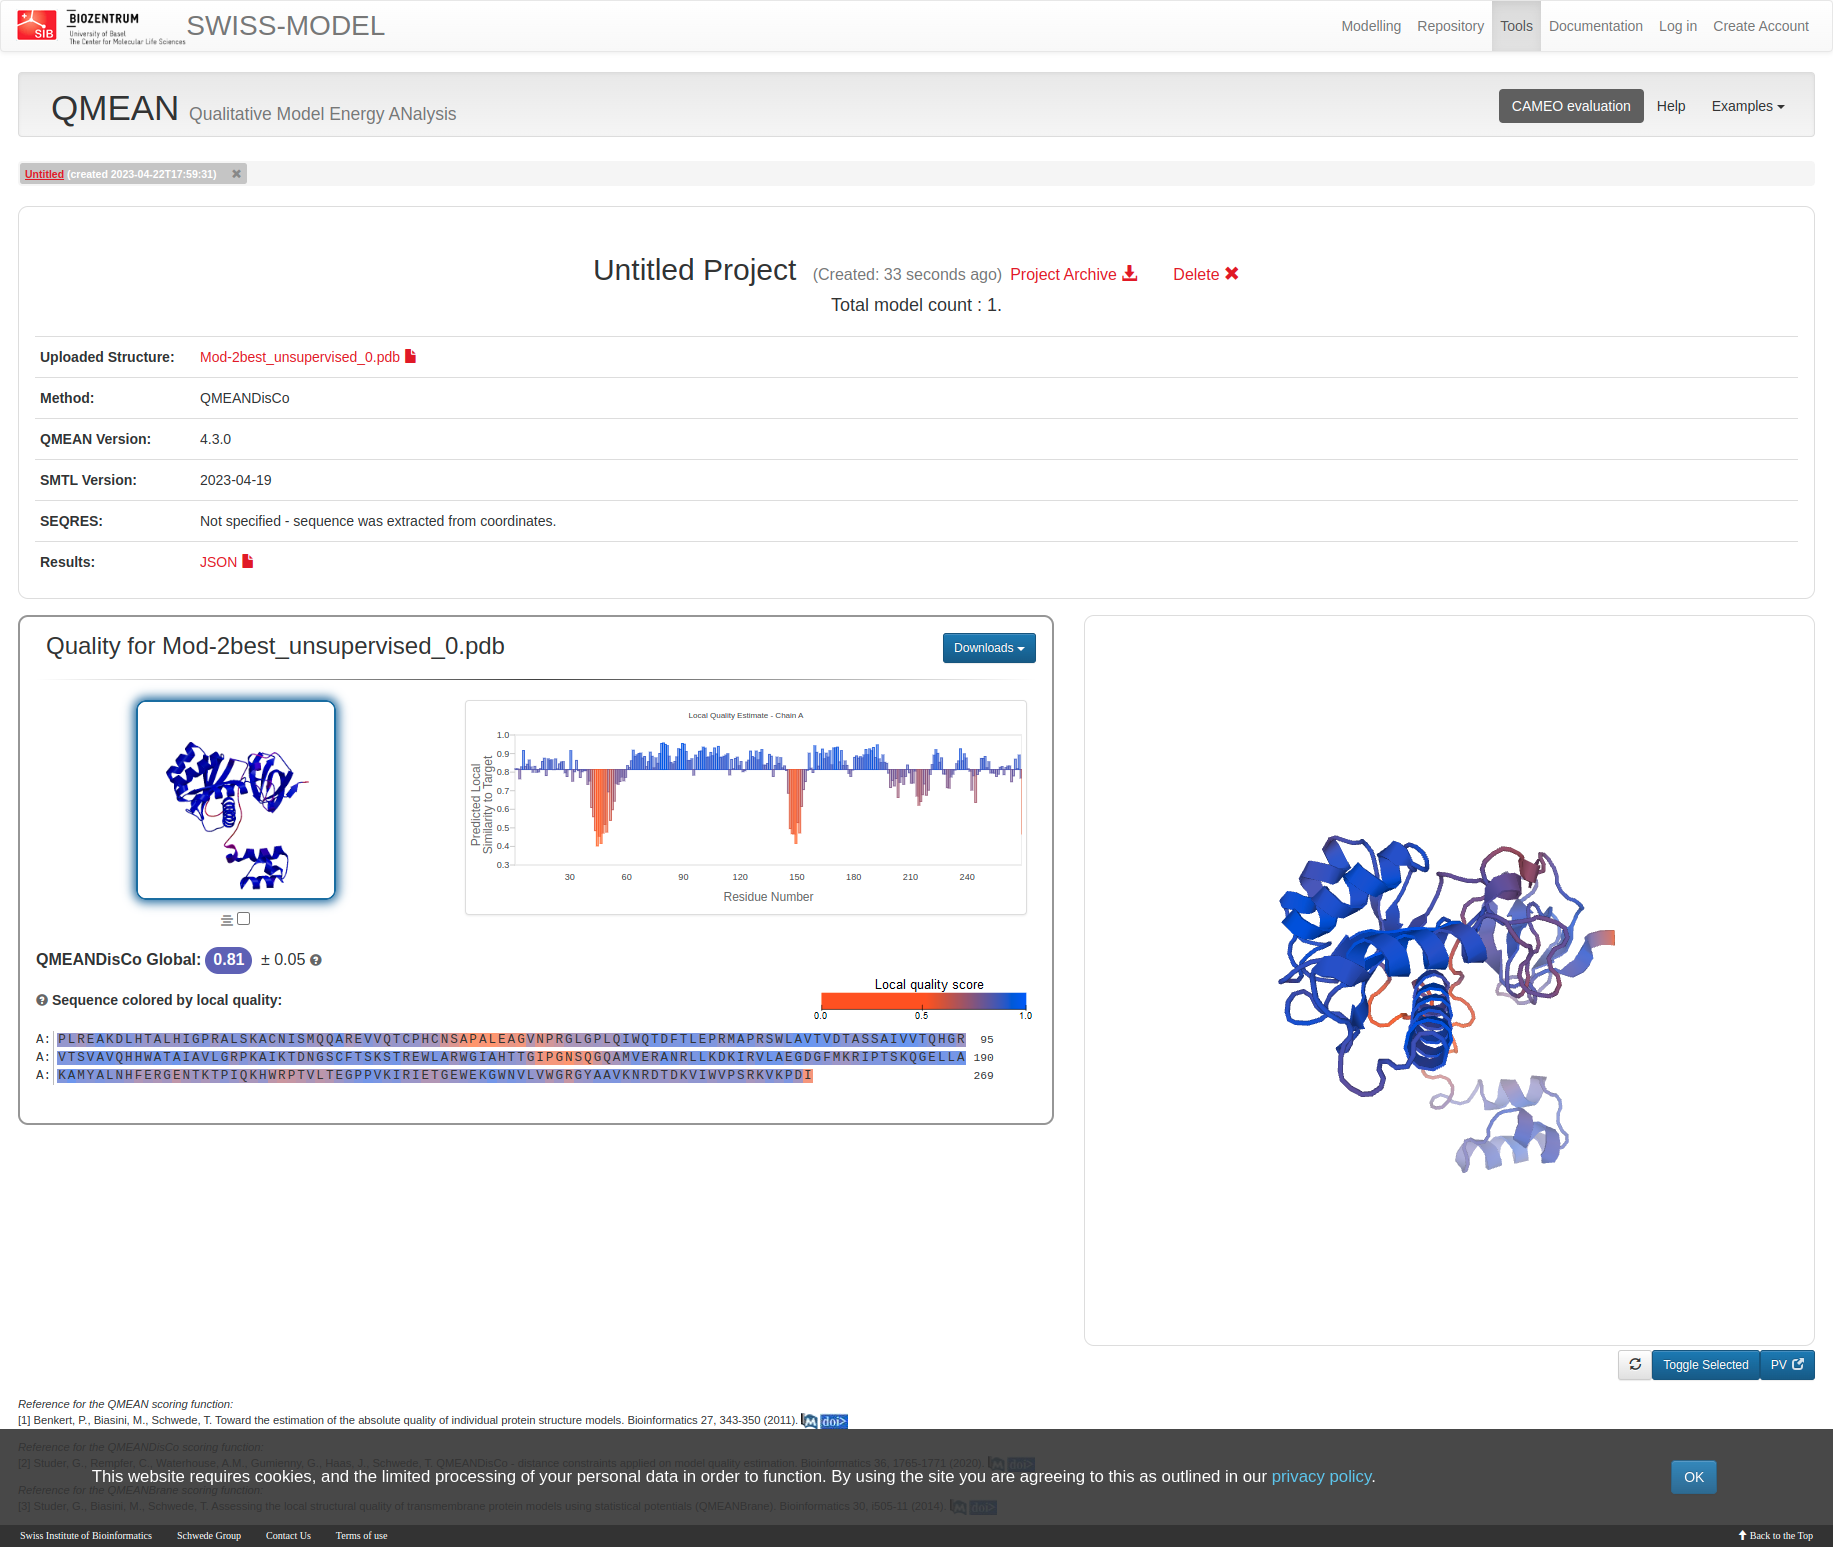 SIB
BIOZENTRUM
University of Basel
The Center for Molecular Life Sciences
SWISS-MODEL
Modelling Repository Tools Documentation Log in Create Account
QMEAN Qualitative Model Energy ANalysis
CAMEO evaluation Help Examples
Untitled (created 2023-04-22T17:59:31)
Untitled Project (Created: 33 seconds ago) Project Archive Delete
Total model count : 1.
Uploaded Structure: Mod-2best_unsupervised_0.pdb
Method: QMEANDisCo
QMEAN Version: 4.3.0
SMTL Version: 2023-04-19
SEQRES: Not specified - sequence was extracted from coordinates.
Results: JSON
Quality for Mod-2best_unsupervised_0.pdb
Downloads
Local Quality Estimate - Chain A
Predicted Local
Similarity to Target
1.0
0.9
0.8
0.7
0.6
0.5
0.4
0.3
30 60 90 120 150 180 210 240
Residue Number
QMEANDisCo Global: 0.81 ± 0.05
Sequence colored by local quality:
Local quality score
0.0 0.5 1.0
A: PLREAKDLHTALHIGPRALSKACNISMQQAREVVQTCPHCNSAPALEAGVNPRGLGPLQIWQTDFTLEPRMAPRSWLAVTVDTASSAIVVTQHGR 95
A: VTSVAVQHHWATAIAVLGRPKAIKTDNGSCFTSKSTREWLARWGIAHTTGIPGNSQGQAMVERANRLLKDKIRVLAEGDGFMKRIPTSKQGELLA 190
A: KAMYALNHFERGENTKTPIQKHWRPTVLTEGPPVKIRIETGEWEKGWNVLVWGRGYAAVKNRDTDKVIWVPSRKVKPDI 269
Toggle Selected PV
Reference for the QMEAN scoring function:
[1] Benkert, P., Biasini, M., Schwede, T. Toward the estimation of the absolute quality of individual protein structure models. Bioinformatics 27, 343-350 (2011). M doi>
Reference for the QMEANDisCo scoring function:
[2] Studer, G., Rempfer, C., Waterhouse, A.M., Gumienny, G., Haas, J., Schwede, T. QMEANDisCo - distance constraints applied on model quality estimation. Bioinformatics 36, 1765-1771 (2020). M doi>
This website requires cookies, and the limited processing of your personal data in order to function. By using the site you are agreeing to this as outlined in our privacy policy.
OK
Reference for the QMEANBrane scoring function:
[3] Studer, G., Biasini, M., Schwede, T. Assessing the local structural quality of transmembrane protein models using statistical potentials (QMEANBrane). Bioinformatics 30, i505-11 (2014). M doi>
Swiss Institute of Bioinformatics Schwede Group Contact Us Terms of use Back to the Top